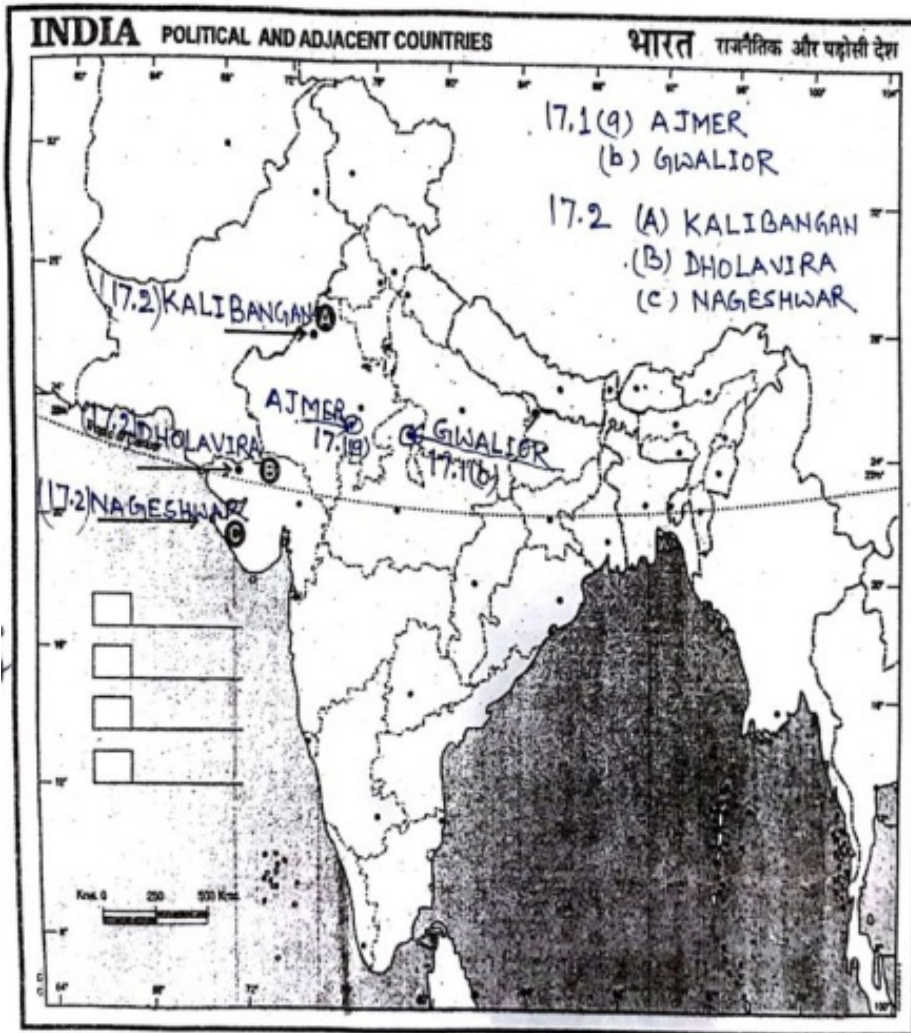 INDIA POLITICAL AND ADJACENT COUNTRIES
भारत राजनैतिक और पड़ोसी देश
17.1(a) AJMER
(b) GWALIOR
17.2 (A) KALIBANGAN
(B) DHOLAVIRA
(C) NAGESHWAR
(17.2) KALIBANGAN A
AJMER
17.1(a)
GWALIOR
17.1(b)
(17.2) DHOLAVIRA
B
(17.2) NAGESHWAR
C
Kms. 0 250 500 Kms.